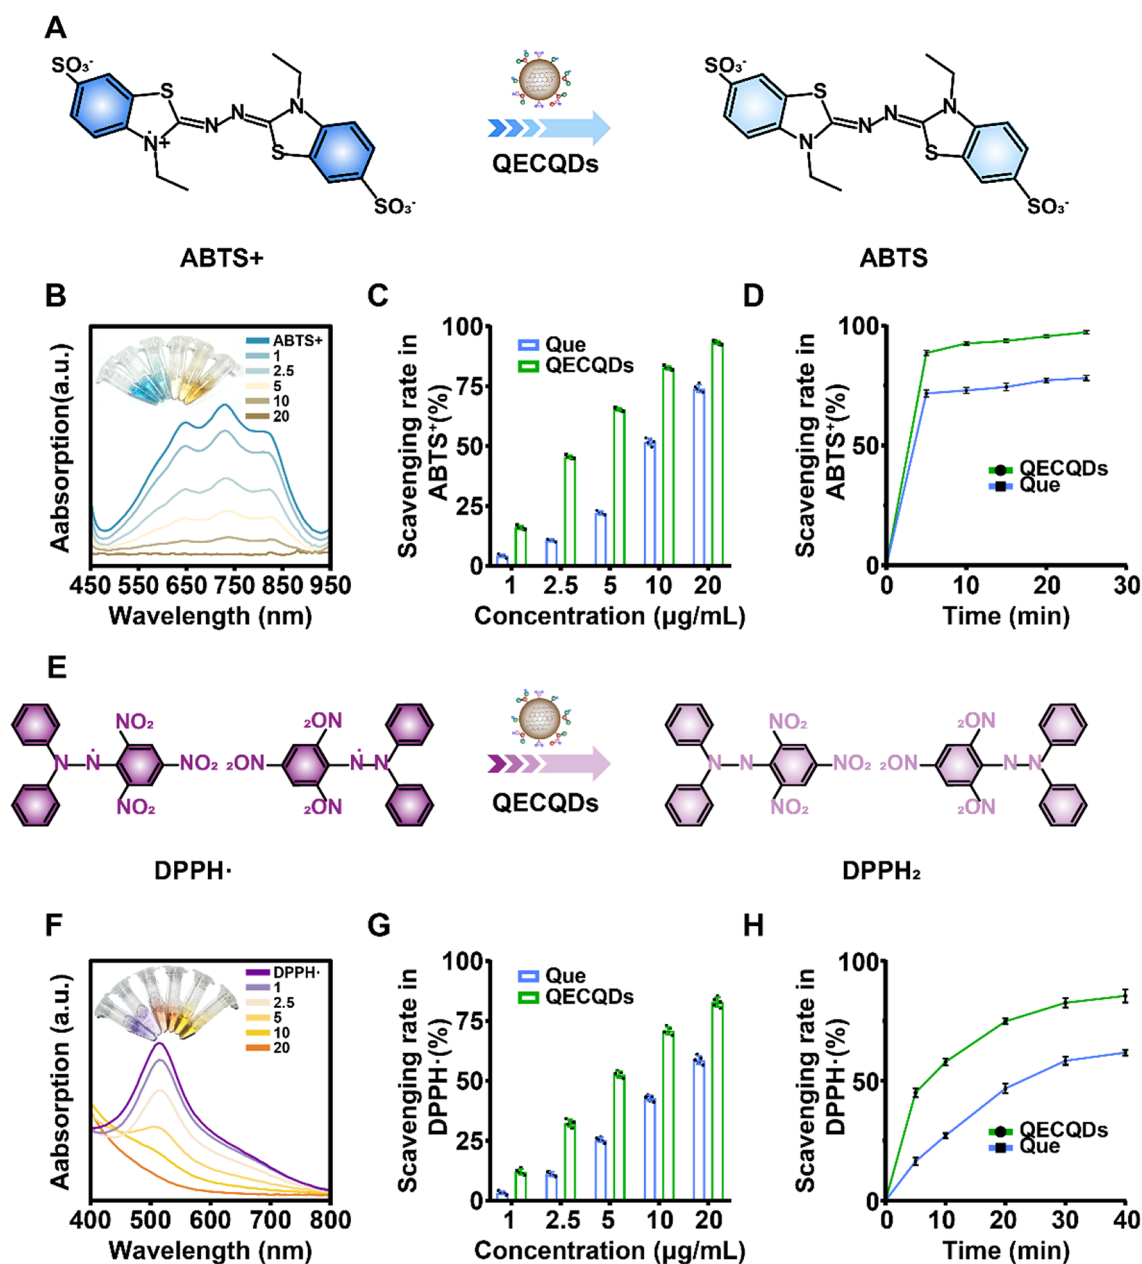 A
SO₃⁻
S
N
N
N
N⁺
S
SO₃⁻
QECQDs
SO₃⁻
S
N
N
N
N
S
SO₃⁻
ABTS+
ABTS
B
Aabsorption(a.u.)
ABTS+
1
2.5
5
10
20
450 550 650 750 850 950
Wavelength (nm)
C
Scavenging rate in
ABTS⁺(%)
100
75
50
25
0
Que
QECQDs
1 2.5 5 10 20
Concentration (μg/mL)
D
Scavenging rate in
ABTS⁺(%)
100
50
0
QECQDs
Que
0 10 20 30
Time (min)
E
NO₂
N-N
NO₂
NO₂
₂ON
₂ON
N-N
₂ON
QECQDs
NO₂
N-N
NO₂
NO₂
₂ON
₂ON
N-N
₂ON
DPPH·
DPPH₂
F
Aabsorption (a.u.)
DPPH·
1
2.5
5
10
20
400 500 600 700 800
Wavelength (nm)
G
Scavenging rate in
DPPH·(%)
100
75
50
25
0
Que
QECQDs
1 2.5 5 10 20
Concentration (μg/mL)
H
Scavenging rate in
DPPH·(%)
100
50
0
QECQDs
Que
0 10 20 30 40
Time (min)